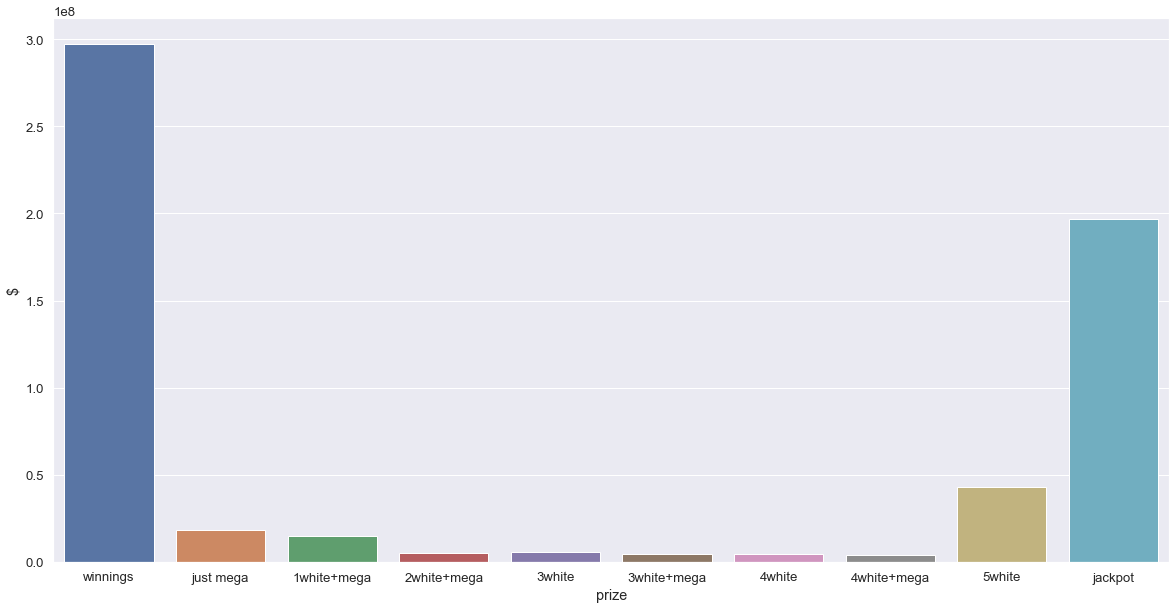 1e8
3.0
2.5
2.0
1.5
1.0
0.5
0.0
$
winnings just mega 1white+mega 2white+mega 3white 3white+mega 4white 4white+mega 5white jackpot
prize